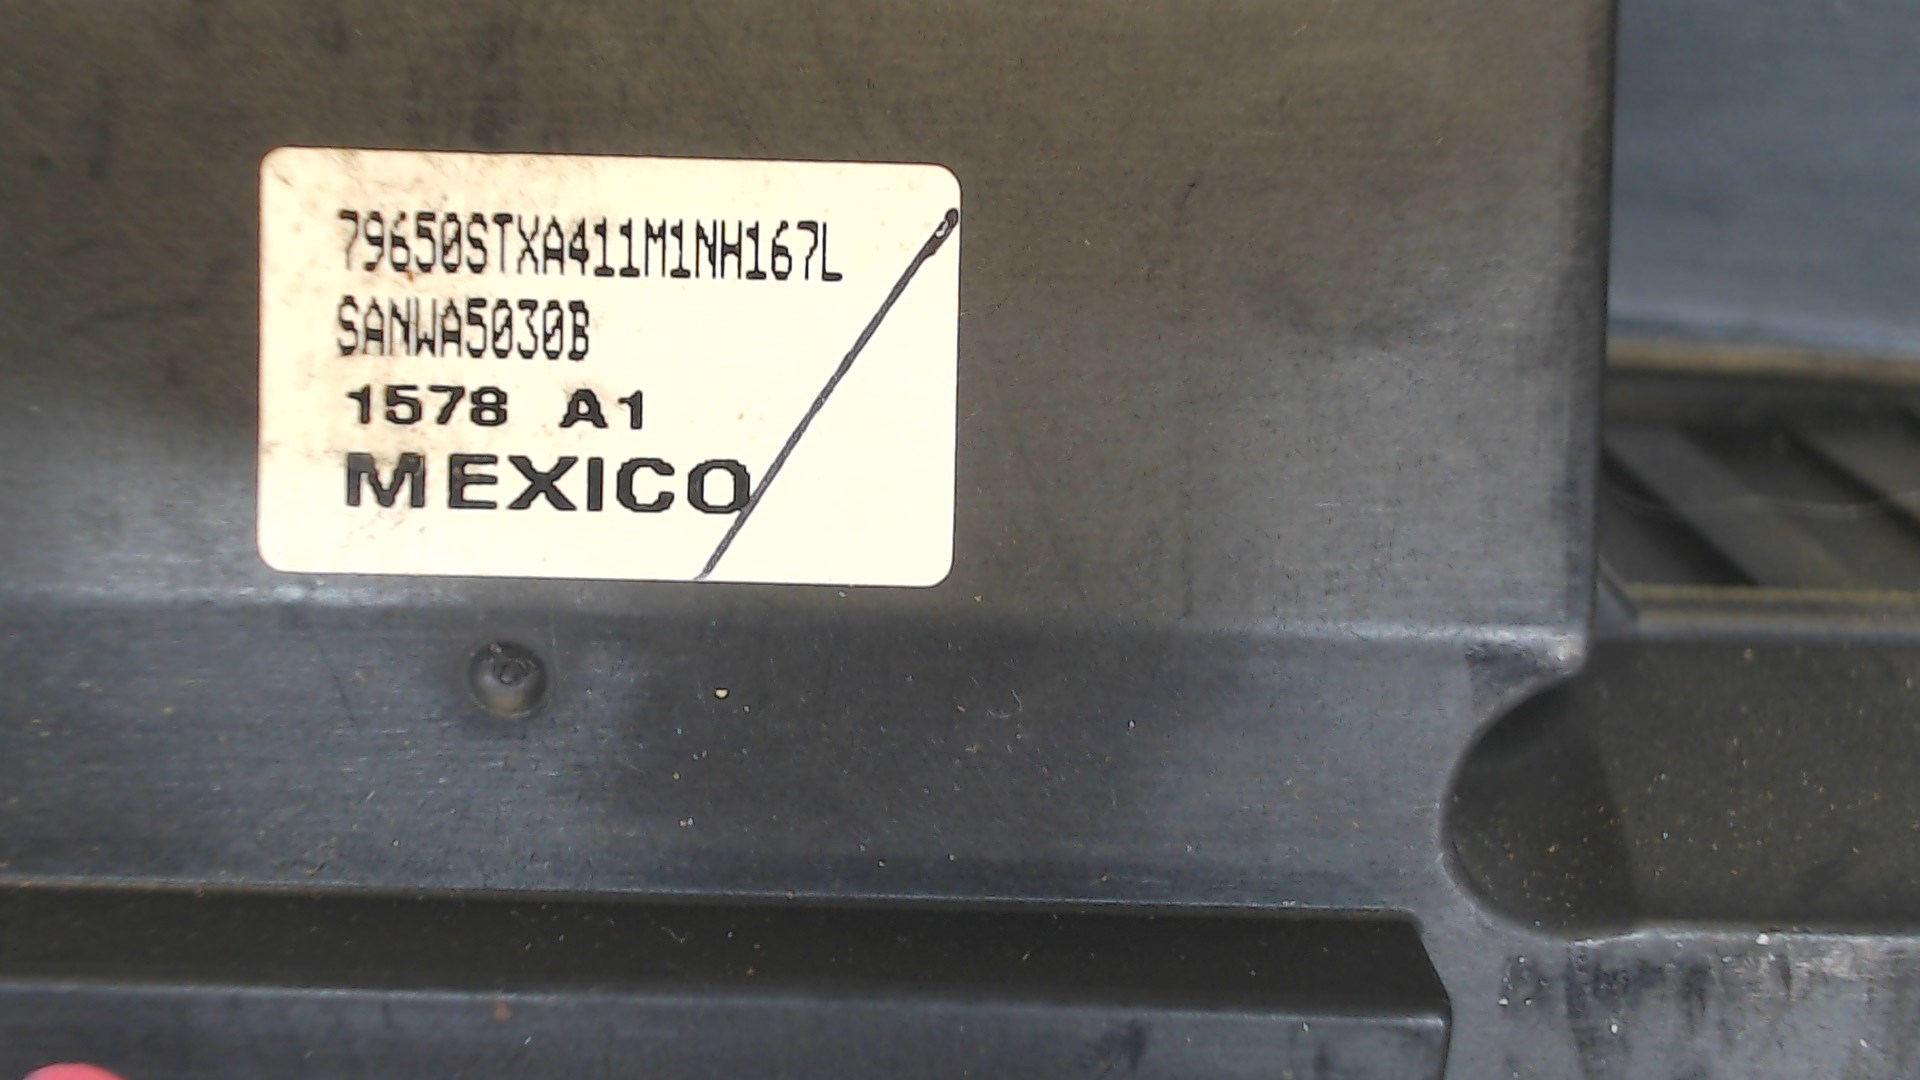 79650STXA411M1NH167L
SANWA5030B
1578 A1
MEXICO